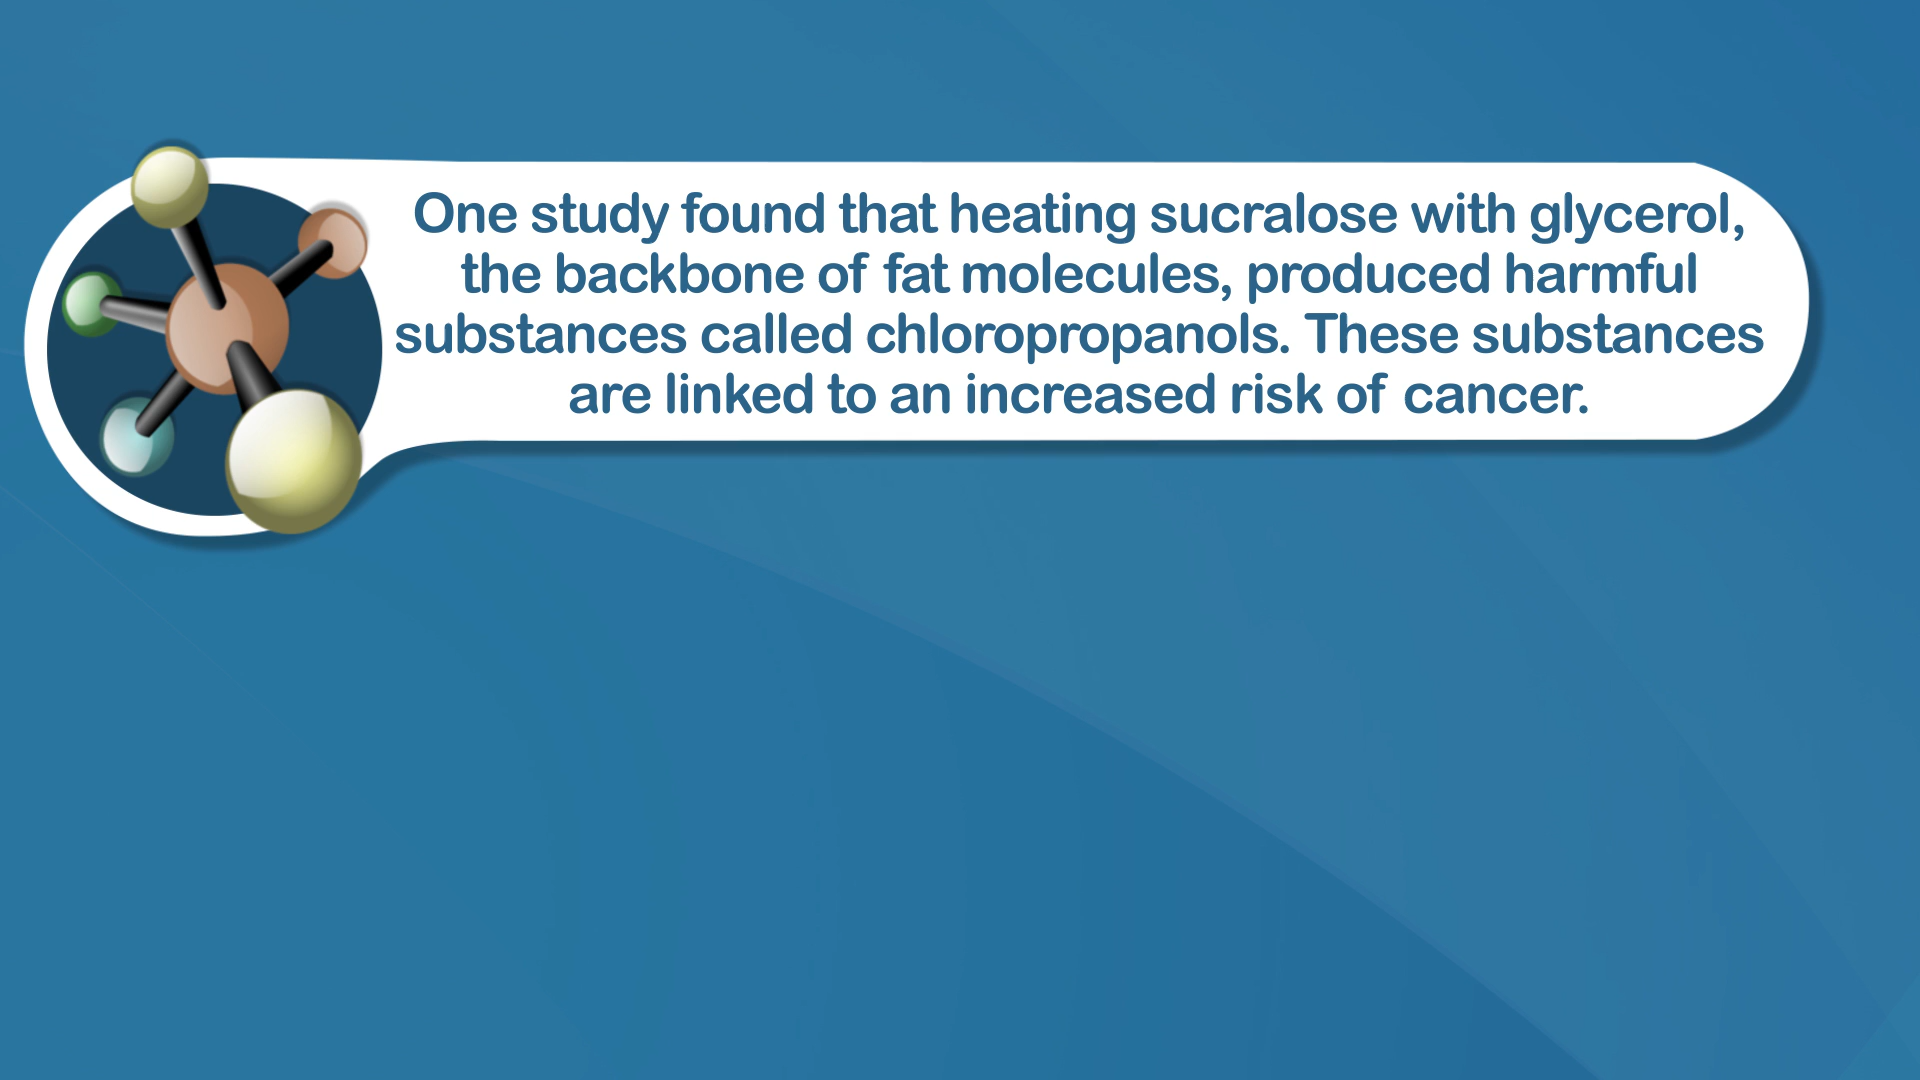 One study found that heating sucralose with glycerol,
the backbone of fat molecules, produced harmful
substances called chloropropanols. These substances
are linked to an increased risk of cancer.